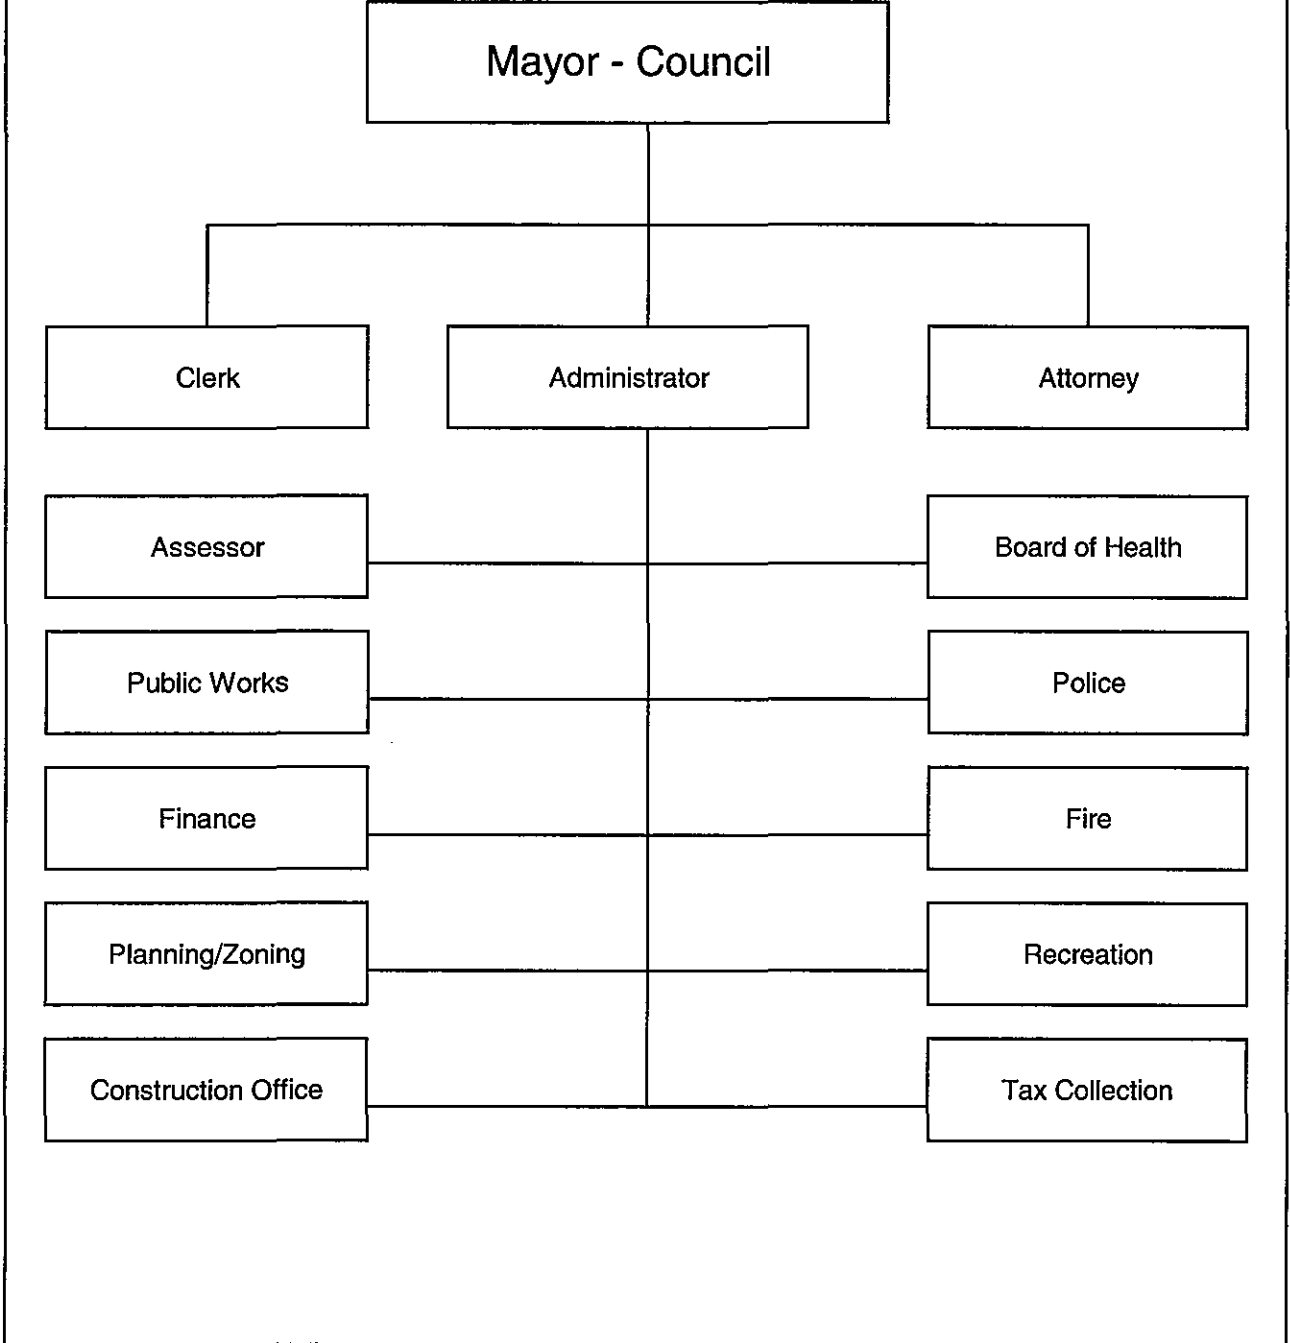 Mayor - Council
Clerk
Administrator
Attorney
Assessor
Board of Health
Public Works
Police
Finance
Fire
Planning/Zoning
Recreation
Construction Office
Tax Collection